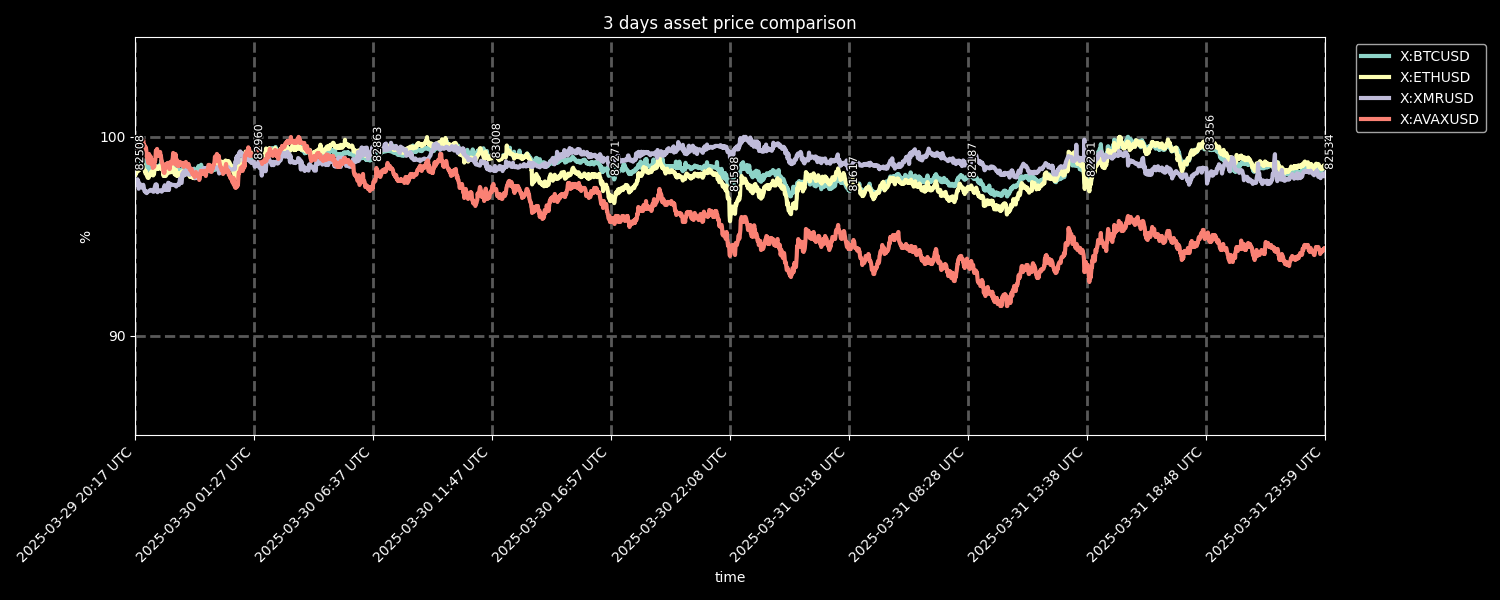 3 days asset price comparison
X:BTCUSD
X:ETHUSD
X:XMRUSD
X:AVAXUSD
%
100
90
82508
82960
82863
83008
82271
81598
81617
82187
82231
83356
82534
2025-03-29 20:17 UTC
2025-03-30 01:27 UTC
2025-03-30 06:37 UTC
2025-03-30 11:47 UTC
2025-03-30 16:57 UTC
2025-03-30 22:08 UTC
2025-03-31 03:18 UTC
2025-03-31 08:28 UTC
2025-03-31 13:38 UTC
2025-03-31 18:48 UTC
2025-03-31 23:59 UTC
time